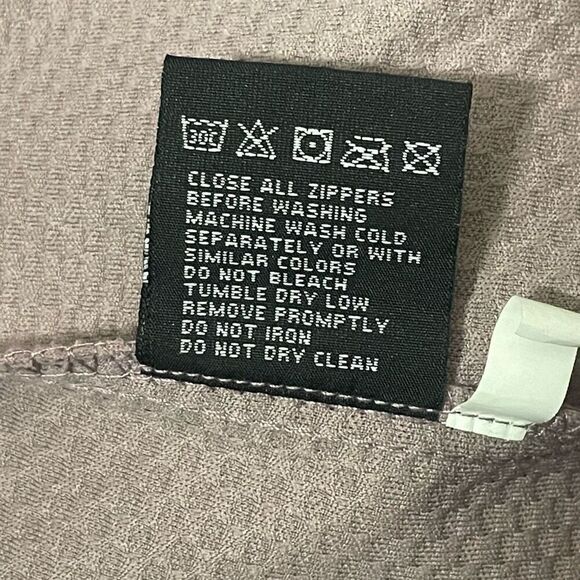 30C
CLOSE ALL ZIPPERS
BEFORE WASHING
MACHINE WASH COLD
SEPARATELY OR WITH
SIMILAR COLORS
DO NOT BLEACH
TUMBLE DRY LOW
REMOVE PROMPTLY
DO NOT IRON
DO NOT DRY CLEAN